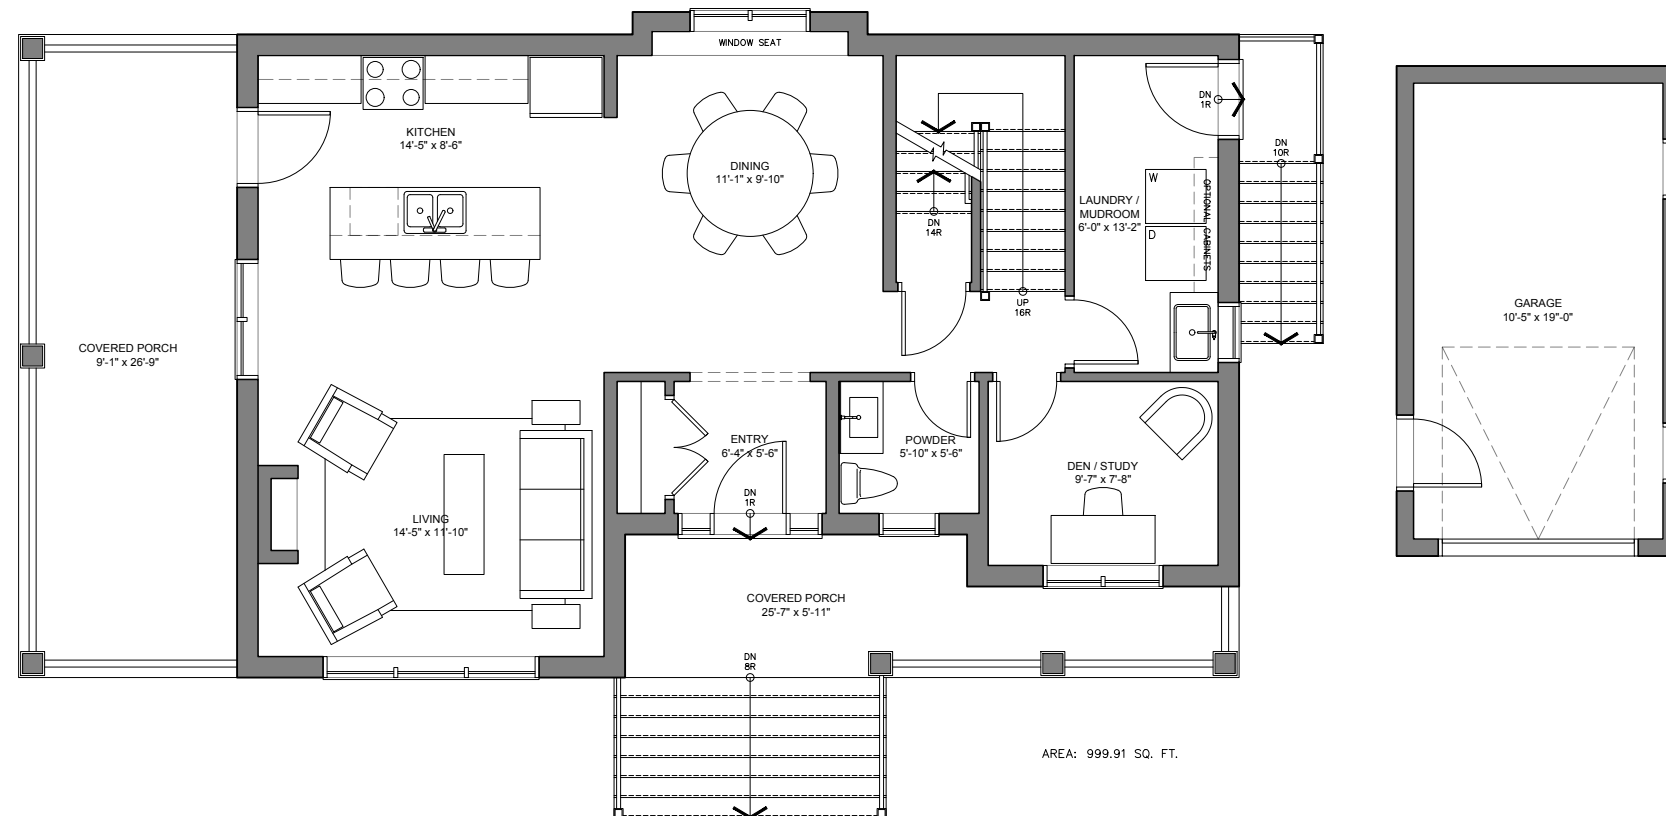 WINDOW SEAT
KITCHEN
14'-5" x 8'-6"
DINING
11'-1" x 9'-10"
DN
14R
UP
16R
LAUNDRY /
MUDROOM
6'-0" x 13'-2"
W
D
OPTIONAL CABINETS
DN
1R
DN
10R
GARAGE
10'-5" x 19"-0"
COVERED PORCH
9'-1" x 26'-9"
ENTRY
6'-4" x 5'-6"
DN
1R
POWDER
5'-10" x 5'-6"
DEN / STUDY
9'-7" x 7'-8"
LIVING
14'-5" x 11'-10"
COVERED PORCH
25'-7" x 5'-11"
DN
8R
AREA: 999.91 SQ. FT.